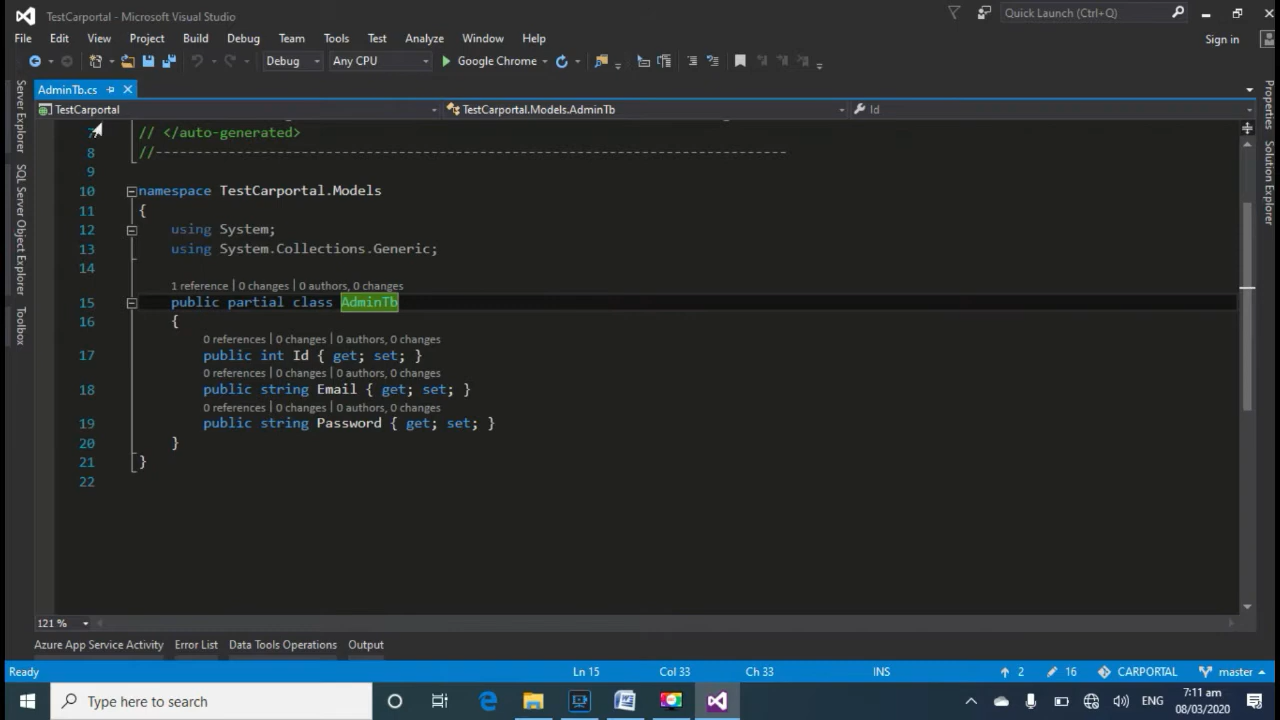 TestCarportal - Microsoft Visual Studio
Quick Launch (Ctrl+Q)
File Edit View Project Build Debug Team Tools Test Analyze Window Help
Sign in
Debug Any CPU Google Chrome
AdminTb.cs
TestCarportal TestCarportal.Models.AdminTb Id
Server Explorer
SQL Server Object Explorer
Toolbox
Properties
Solution Explorer
7 // </auto-generated>
8 //------------------------------------------------------------------------------
9
10 namespace TestCarportal.Models
11 {
12 using System;
13 using System.Collections.Generic;
14
1 reference | 0 changes | 0 authors, 0 changes
15 public partial class AdminTb
16 {
0 references | 0 changes | 0 authors, 0 changes
17 public int Id { get; set; }
0 references | 0 changes | 0 authors, 0 changes
18 public string Email { get; set; }
0 references | 0 changes | 0 authors, 0 changes
19 public string Password { get; set; }
20 }
21 }
22
121 %
Azure App Service Activity Error List Data Tools Operations Output
Ready Ln 15 Col 33 Ch 33 INS 2 16 CARPORTAL master
Type here to search
ENG
7:11 am
08/03/2020